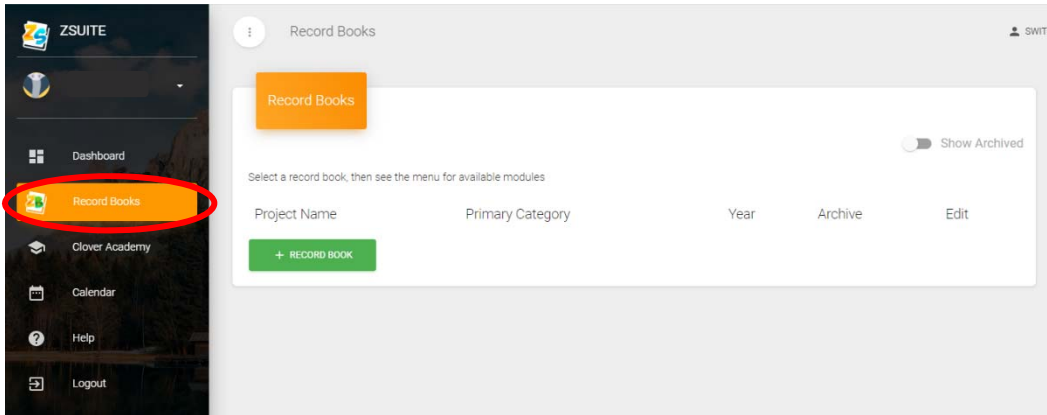 ZSUITE
Dashboard
Record Books
Clover Academy
Calendar
Help
Logout
Record Books
SWIT
Record Books
Show Archived
Select a record book, then see the menu for available modules
Project Name Primary Category Year Archive Edit
+ RECORD BOOK